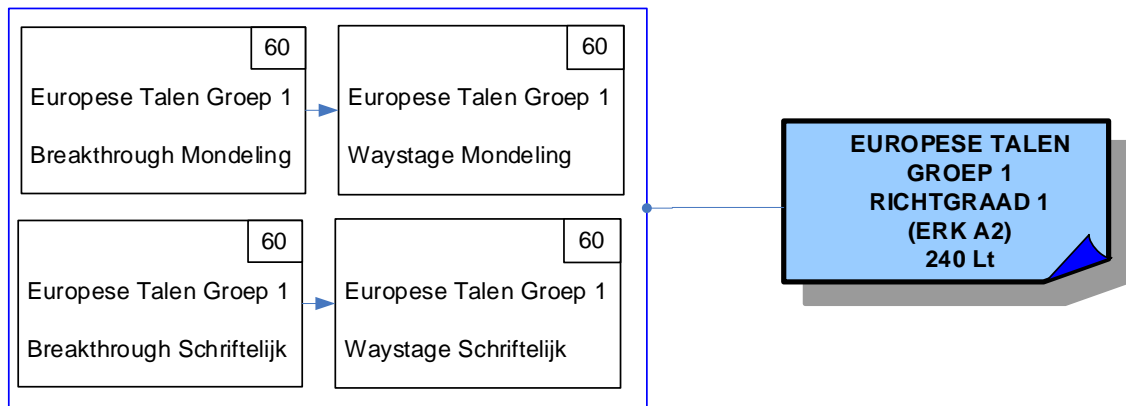 60
Europese Talen Groep 1
Breakthrough Mondeling
60
Europese Talen Groep 1
Waystage Mondeling
60
Europese Talen Groep 1
Breakthrough Schriftelijk
60
Europese Talen Groep 1
Waystage Schriftelijk
EUROPESE TALEN
GROEP 1
RICHTGRAAD 1
(ERK A2)
240 Lt